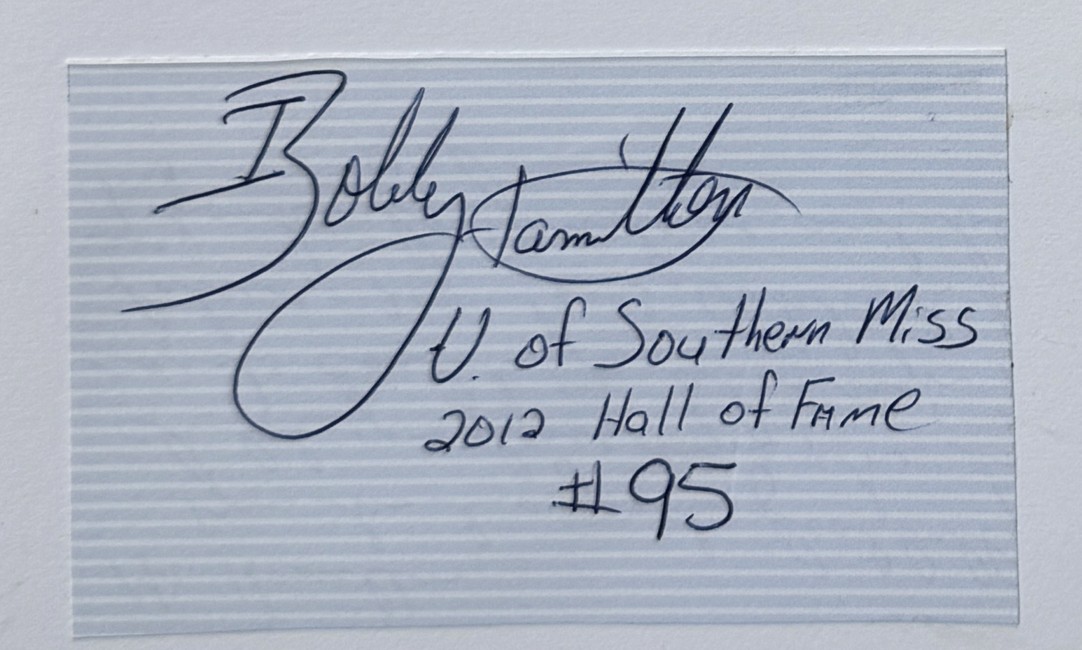 Bobby Hamilton
U. of Southern Miss
2012 Hall of Fame
#95